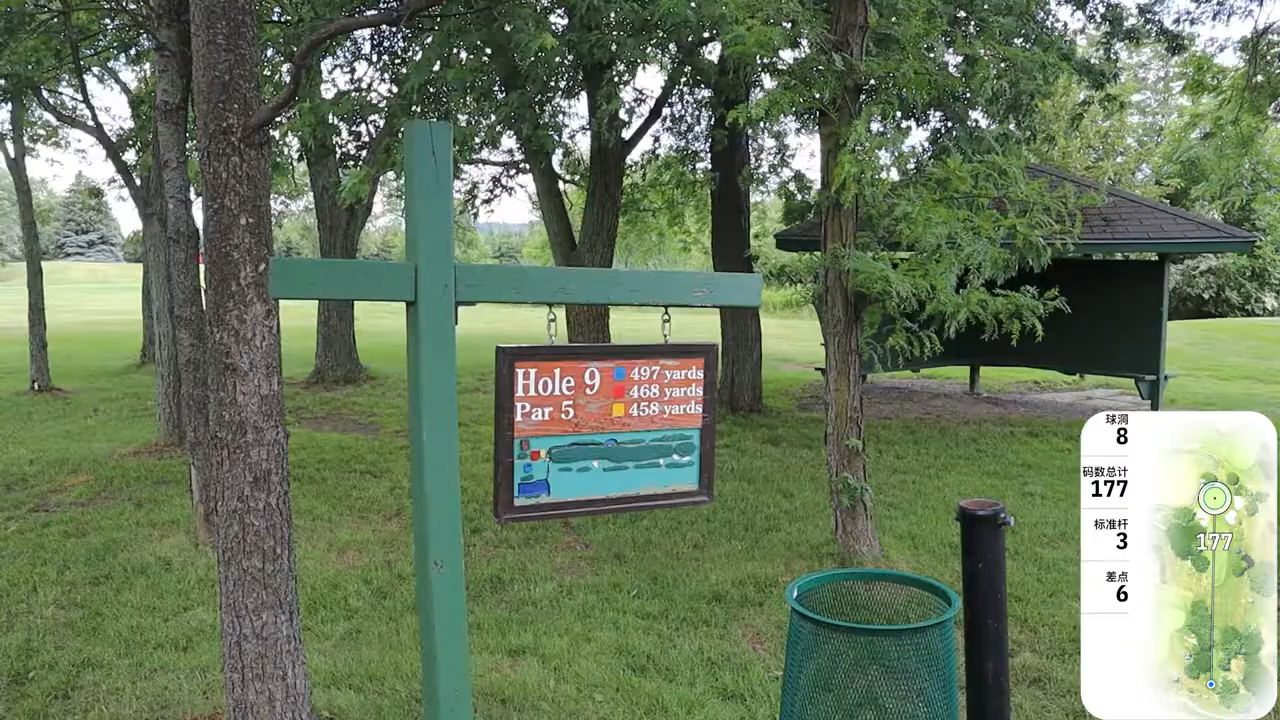 Hole 9
Par 5
497 yards
468 yards
458 yards
球洞
8
码数总计
177
标准杆
3
差点
6
177